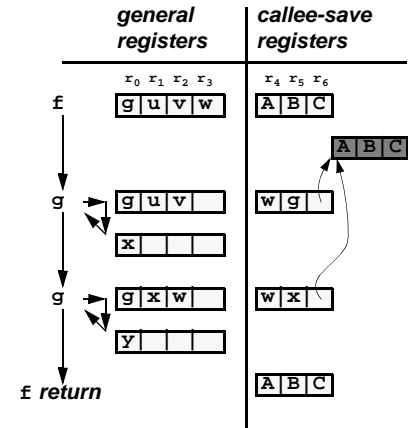 general registers
callee-save registers
r0 r1 r2 r3
r4 r5 r6
f
g u v w
A B C
A B C
g
g u v
w g
x
g
g x w
w x
y
f return
A B C